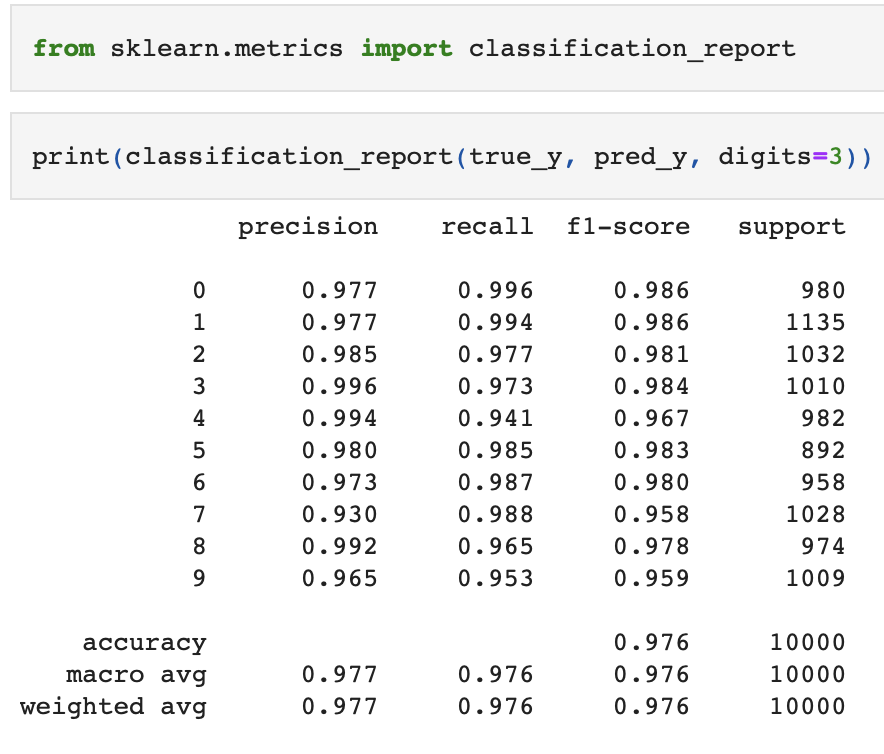 from sklearn.metrics import classification_report
print(classification_report(true_y, pred_y, digits=3))
precision recall f1-score support
0 0.977 0.996 0.986 980
1 0.977 0.994 0.986 1135
2 0.985 0.977 0.981 1032
3 0.996 0.973 0.984 1010
4 0.994 0.941 0.967 982
5 0.980 0.985 0.983 892
6 0.973 0.987 0.980 958
7 0.930 0.988 0.958 1028
8 0.992 0.965 0.978 974
9 0.965 0.953 0.959 1009
accuracy 0.976 10000
macro avg 0.977 0.976 0.976 10000
weighted avg 0.977 0.976 0.976 10000